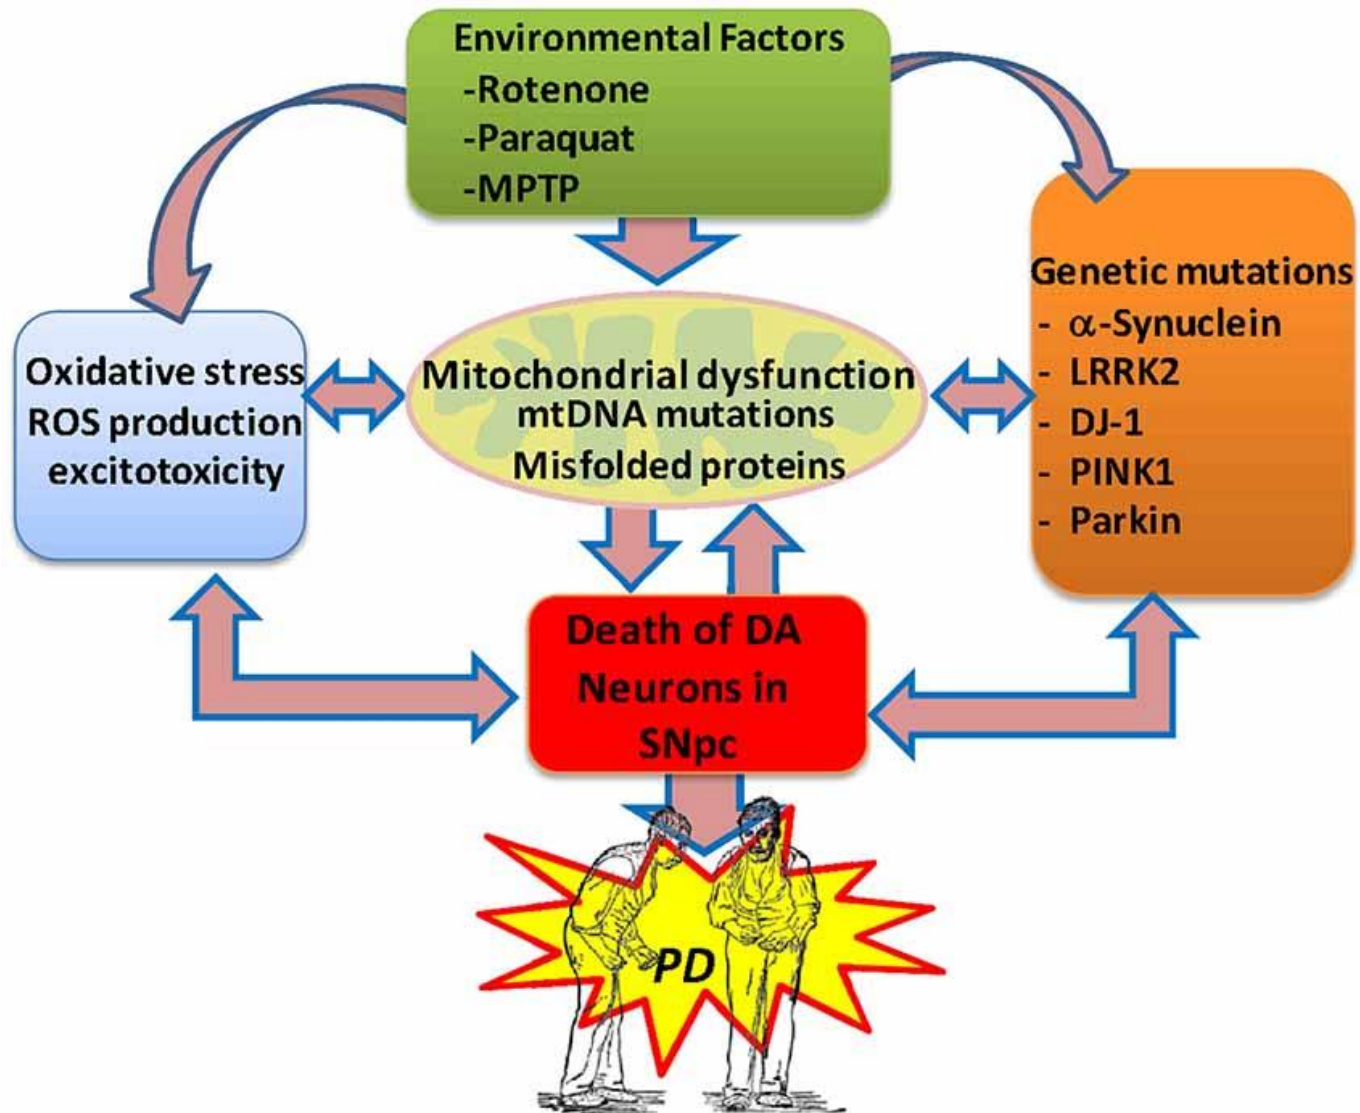 Environmental Factors
-Rotenone
-Paraquat
-MPTP
Oxidative stress
ROS production
excitotoxicity
Mitochondrial dysfunction
mtDNA mutations
Misfolded proteins
Genetic mutations
- α-Synuclein
- LRRK2
- DJ-1
- PINK1
- Parkin
Death of DA
Neurons in
SNpc
PD